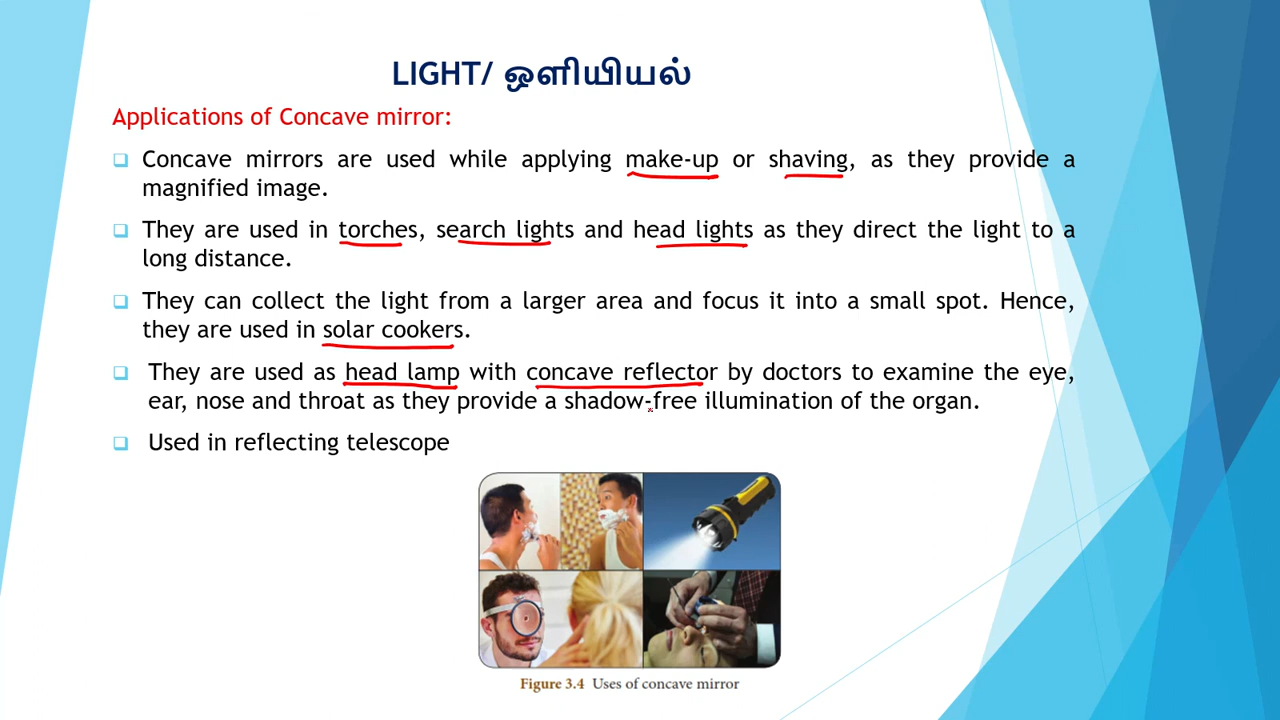 LIGHT/ ஒளியியல்
Applications of Concave mirror:
Concave mirrors are used while applying make-up or shaving, as they provide a
magnified image.
They are used in torches, search lights and head lights as they direct the light to a
long distance.
They can collect the light from a larger area and focus it into a small spot. Hence,
they are used in solar cookers.
They are used as head lamp with concave reflector by doctors to examine the eye,
ear, nose and throat as they provide a shadow-free illumination of the organ.
Used in reflecting telescope
Figure 3.4 Uses of concave mirror